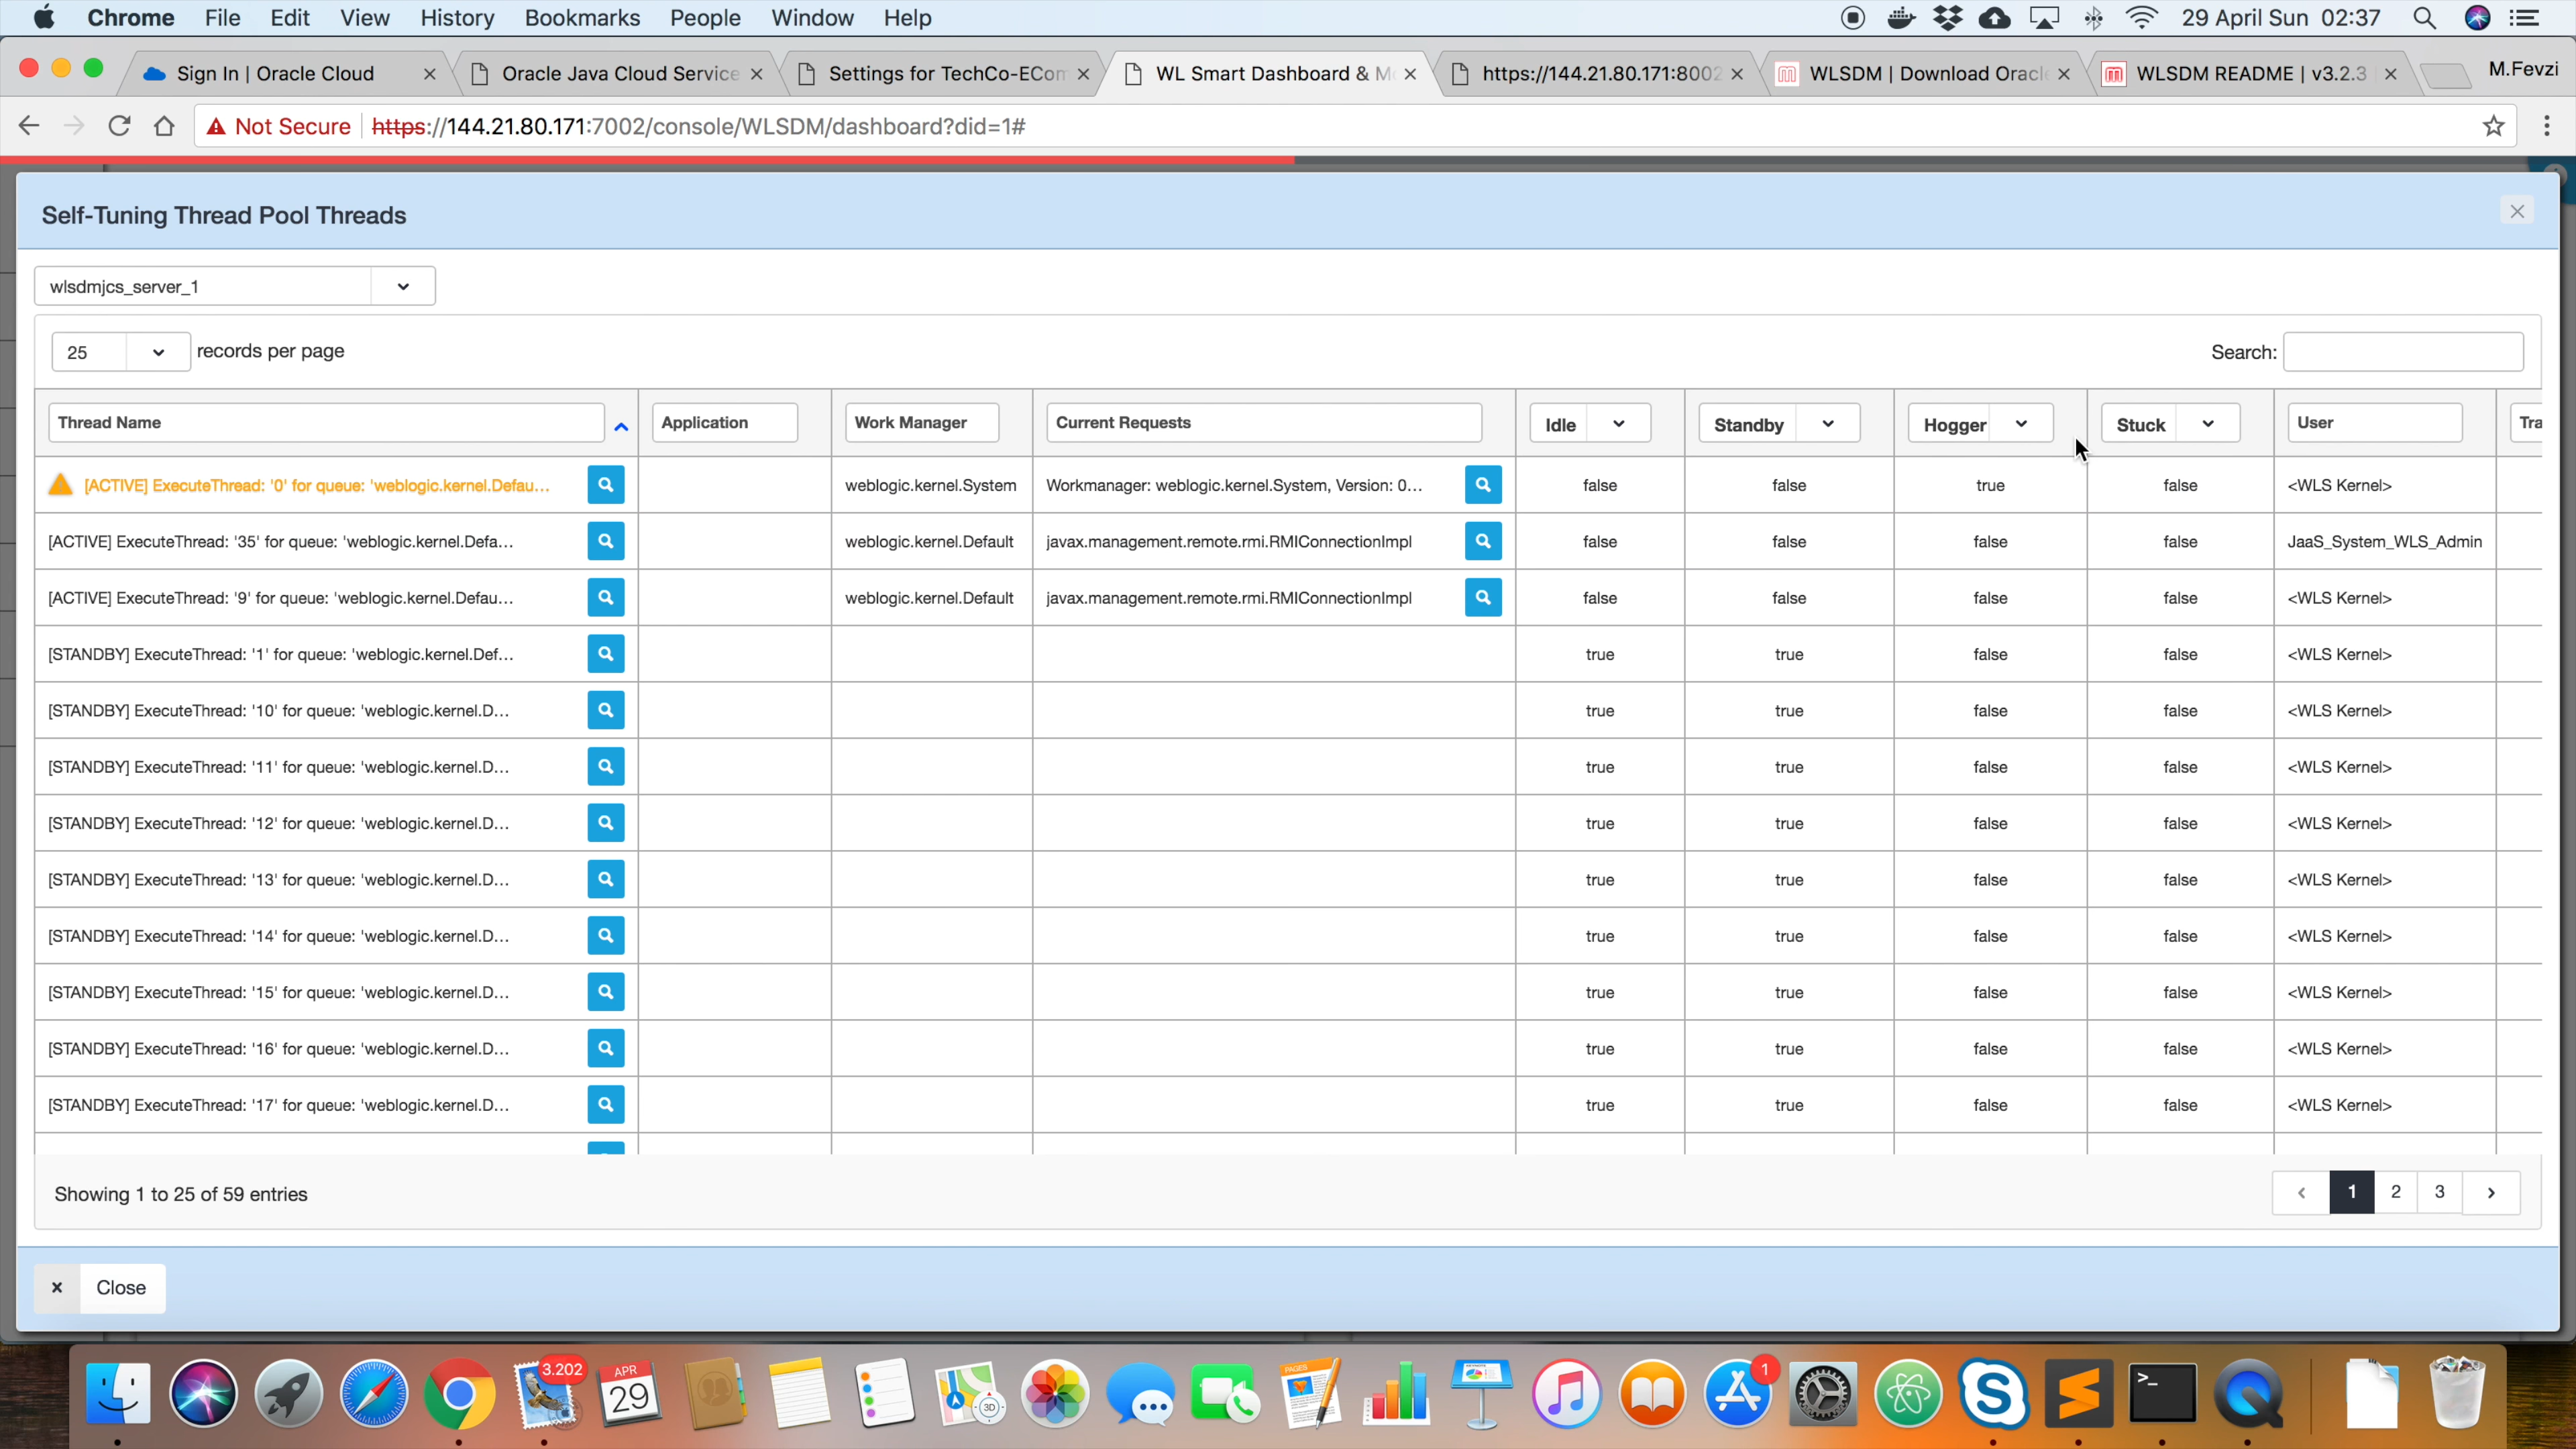 Chrome File Edit View History Bookmarks People Window Help 29 April Sun 02:37
Sign In | Oracle Cloud Oracle Java Cloud Service Settings for TechCo-ECom WL Smart Dashboard & M https://144.21.80.171:8002 WLSDM | Download Oracle WLSDM README | v3.2.3 M.Fevzi
Not Secure https://144.21.80.171:7002/console/WLSDM/dashboard?did=1#
Self-Tuning Thread Pool Threads
wlsdmjcs_server_1
25 records per page Search:
Thread Name Application Work Manager Current Requests Idle Standby Hogger Stuck User Tra
[ACTIVE] ExecuteThread: '0' for queue: 'weblogic.kernel.Defau... weblogic.kernel.System Workmanager: weblogic.kernel.System, Version: 0... false false true false <WLS Kernel>
[ACTIVE] ExecuteThread: '35' for queue: 'weblogic.kernel.Defa... weblogic.kernel.Default javax.management.remote.rmi.RMIConnectionImpl false false false false JaaS_System_WLS_Admin
[ACTIVE] ExecuteThread: '9' for queue: 'weblogic.kernel.Defau... weblogic.kernel.Default javax.management.remote.rmi.RMIConnectionImpl false false false false <WLS Kernel>
[STANDBY] ExecuteThread: '1' for queue: 'weblogic.kernel.Def... true true false false <WLS Kernel>
[STANDBY] ExecuteThread: '10' for queue: 'weblogic.kernel.D... true true false false <WLS Kernel>
[STANDBY] ExecuteThread: '11' for queue: 'weblogic.kernel.D... true true false false <WLS Kernel>
[STANDBY] ExecuteThread: '12' for queue: 'weblogic.kernel.D... true true false false <WLS Kernel>
[STANDBY] ExecuteThread: '13' for queue: 'weblogic.kernel.D... true true false false <WLS Kernel>
[STANDBY] ExecuteThread: '14' for queue: 'weblogic.kernel.D... true true false false <WLS Kernel>
[STANDBY] ExecuteThread: '15' for queue: 'weblogic.kernel.D... true true false false <WLS Kernel>
[STANDBY] ExecuteThread: '16' for queue: 'weblogic.kernel.D... true true false false <WLS Kernel>
[STANDBY] ExecuteThread: '17' for queue: 'weblogic.kernel.D... true true false false <WLS Kernel>
Showing 1 to 25 of 59 entries ‹ 1 2 3 ›
× Close
3.202 APR 29 3D PAGES 1 >_